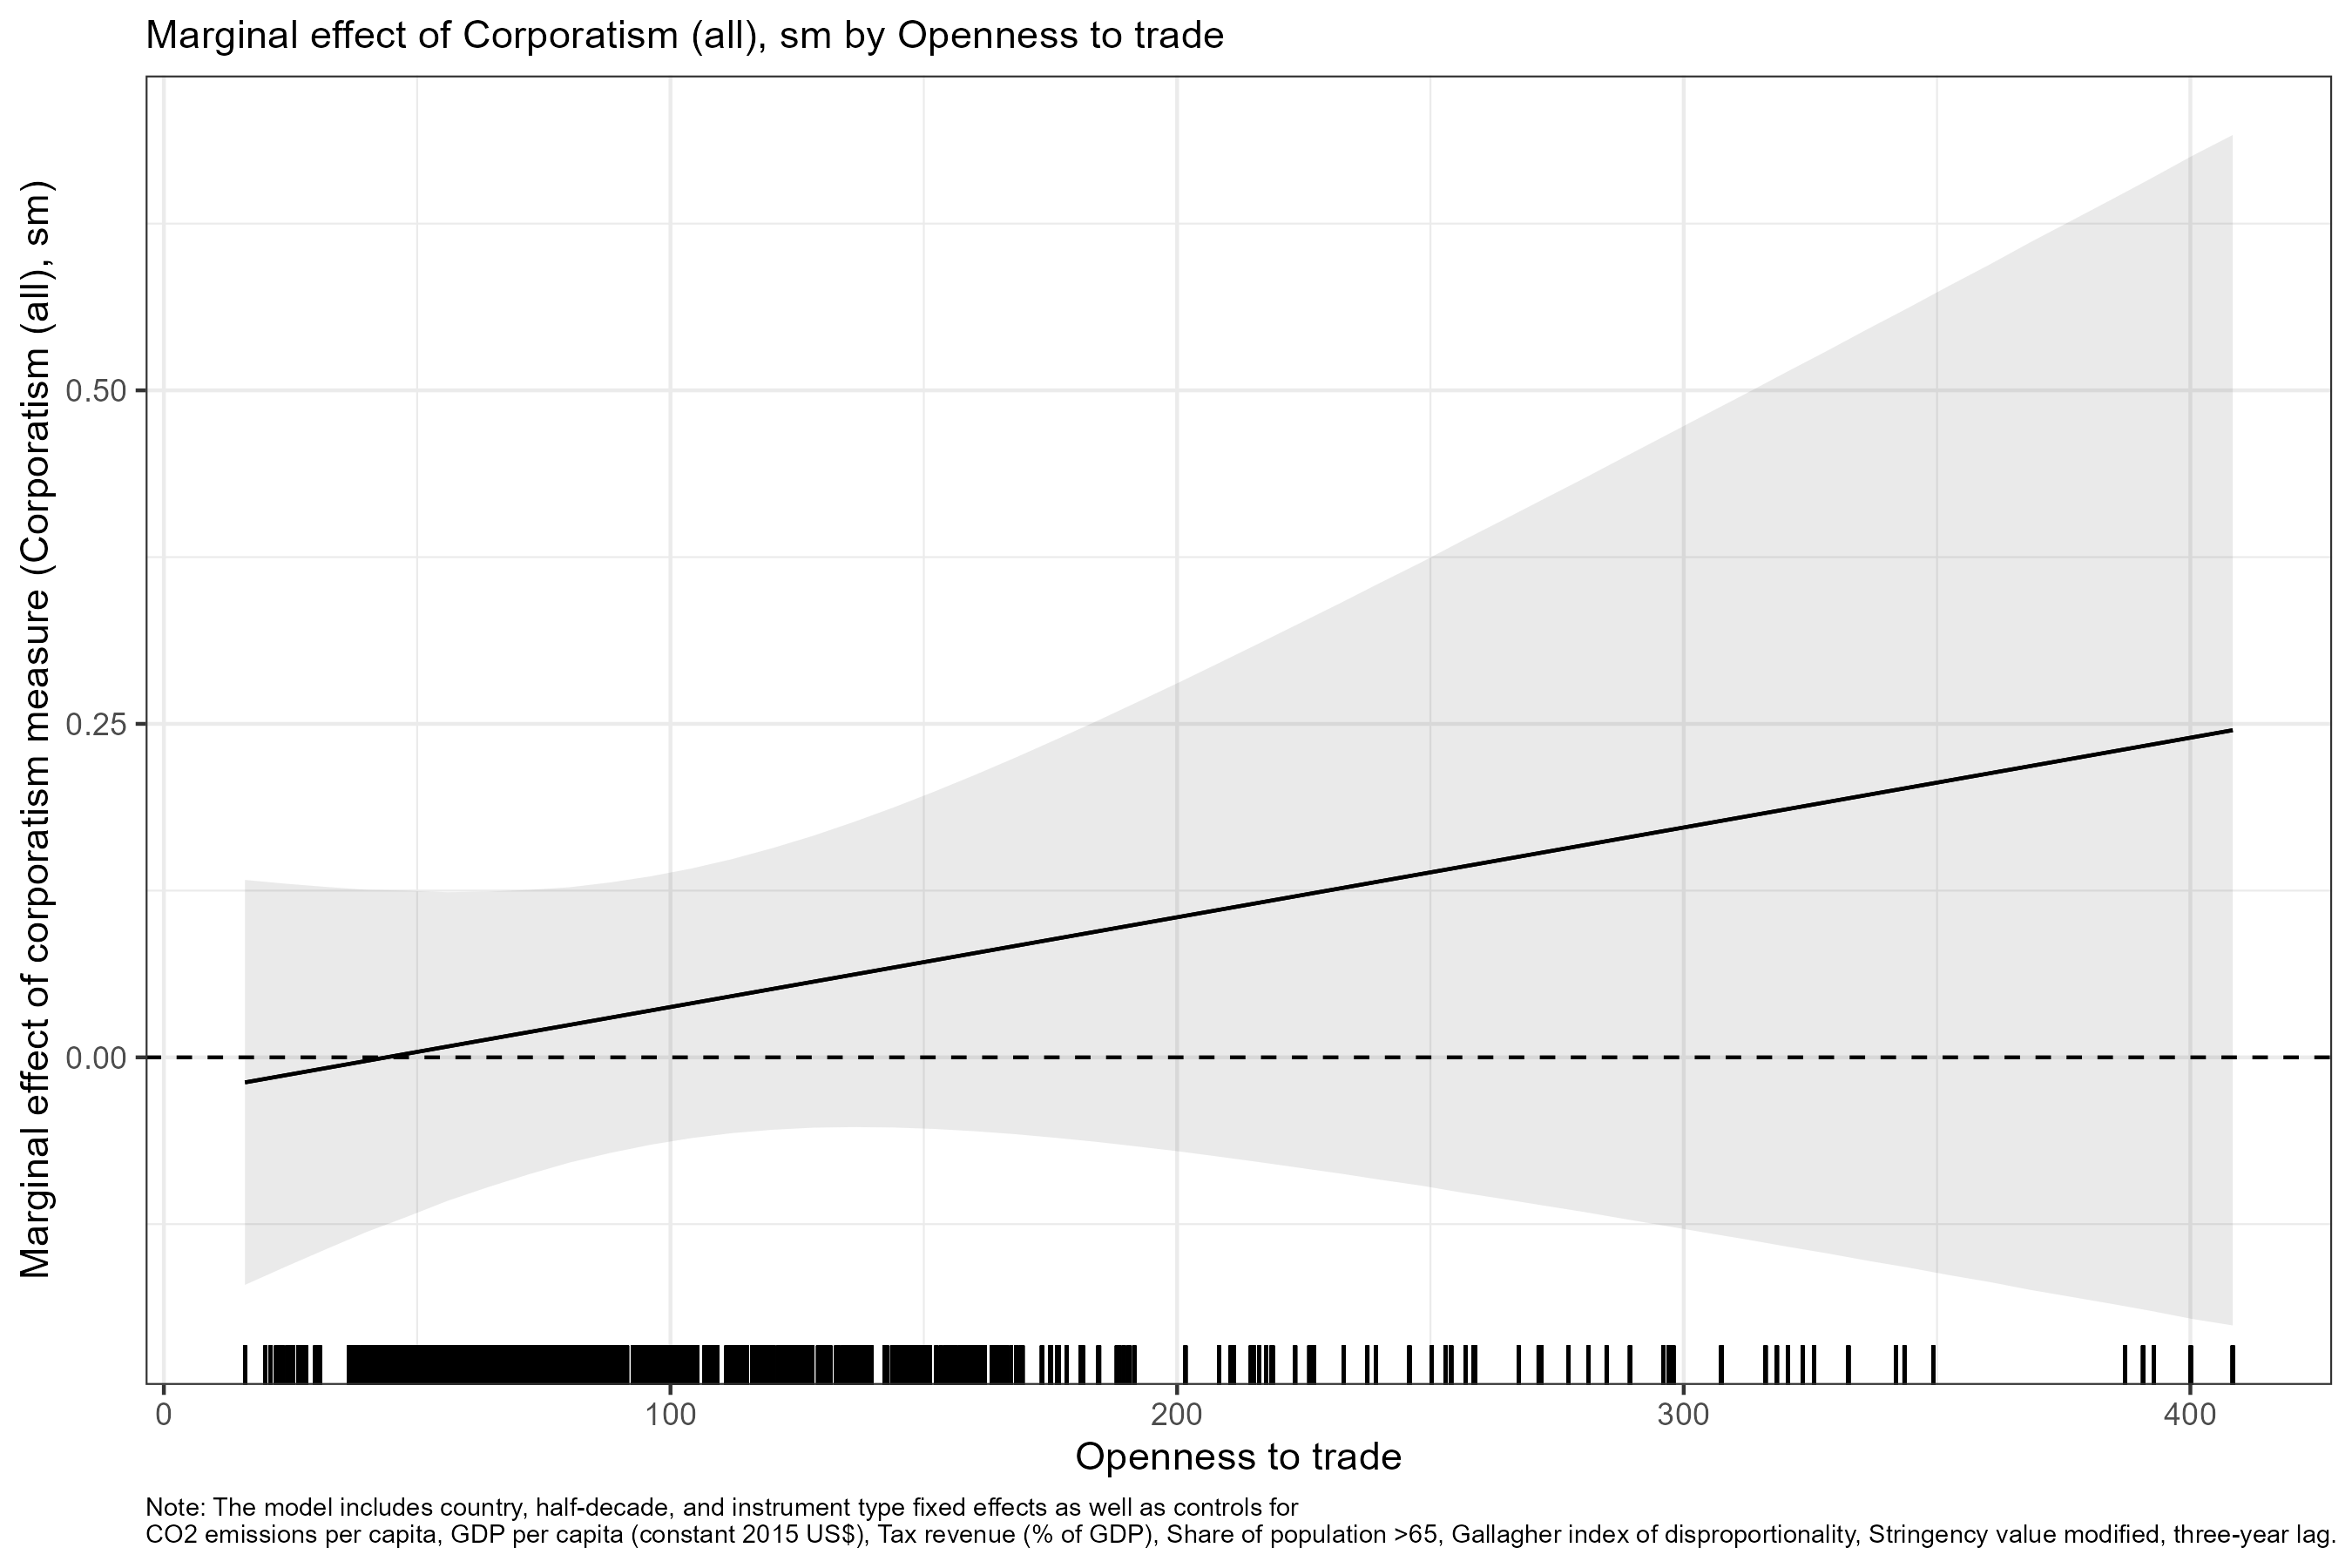 Marginal effect of Corporatism (all), sm by Openness to trade
Marginal effect of corporatism measure (Corporatism (all), sm)
0.50
0.25
0.00
0 100 200 300 400
Openness to trade
Note: The model includes country, half-decade, and instrument type fixed effects as well as controls for
CO2 emissions per capita, GDP per capita (constant 2015 US$), Tax revenue (% of GDP), Share of population >65, Gallagher index of disproportionality, Stringency value modified, three-year lag.